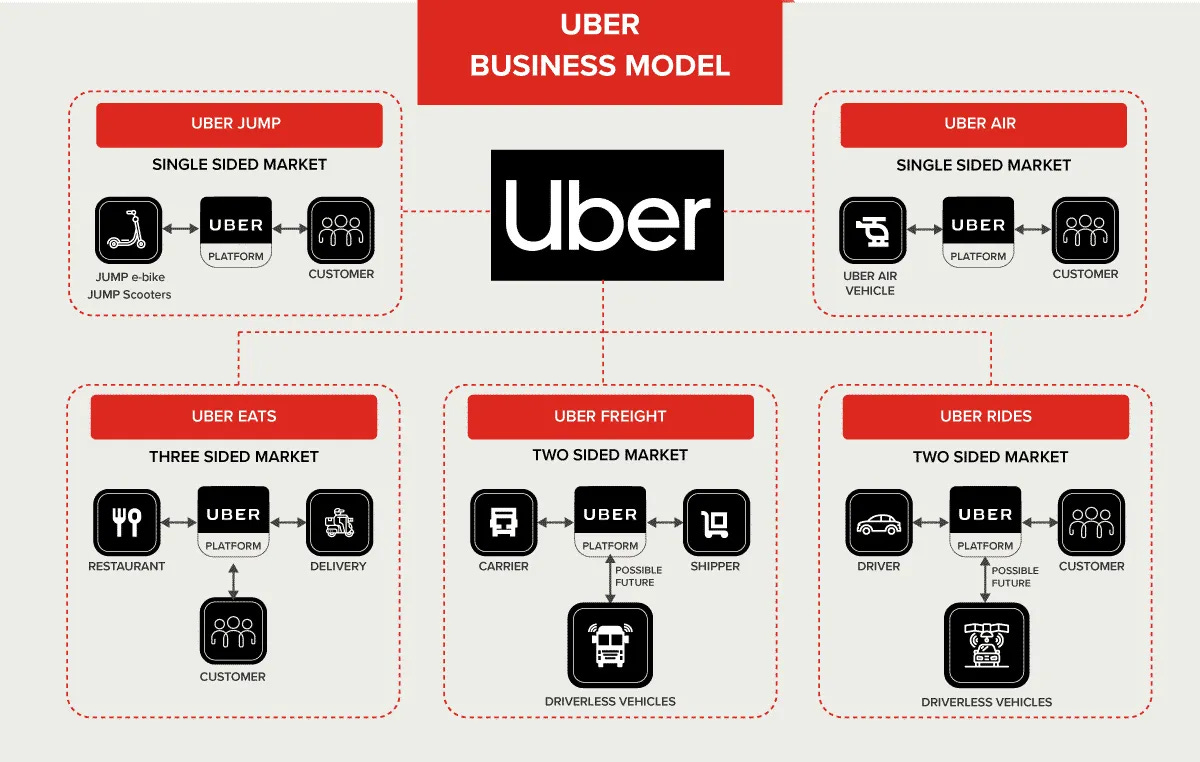 UBER
BUSINESS MODEL
UBER JUMP
SINGLE SIDED MARKET
UBER
PLATFORM
JUMP e-bike
JUMP Scooters
CUSTOMER
Uber
UBER AIR
SINGLE SIDED MARKET
UBER
PLATFORM
UBER AIR
VEHICLE
CUSTOMER
UBER EATS
THREE SIDED MARKET
UBER
PLATFORM
RESTAURANT
DELIVERY
CUSTOMER
UBER FREIGHT
TWO SIDED MARKET
UBER
PLATFORM
CARRIER
POSSIBLE
FUTURE
SHIPPER
DRIVERLESS VEHICLES
UBER RIDES
TWO SIDED MARKET
UBER
PLATFORM
DRIVER
POSSIBLE
FUTURE
CUSTOMER
DRIVERLESS VEHICLES